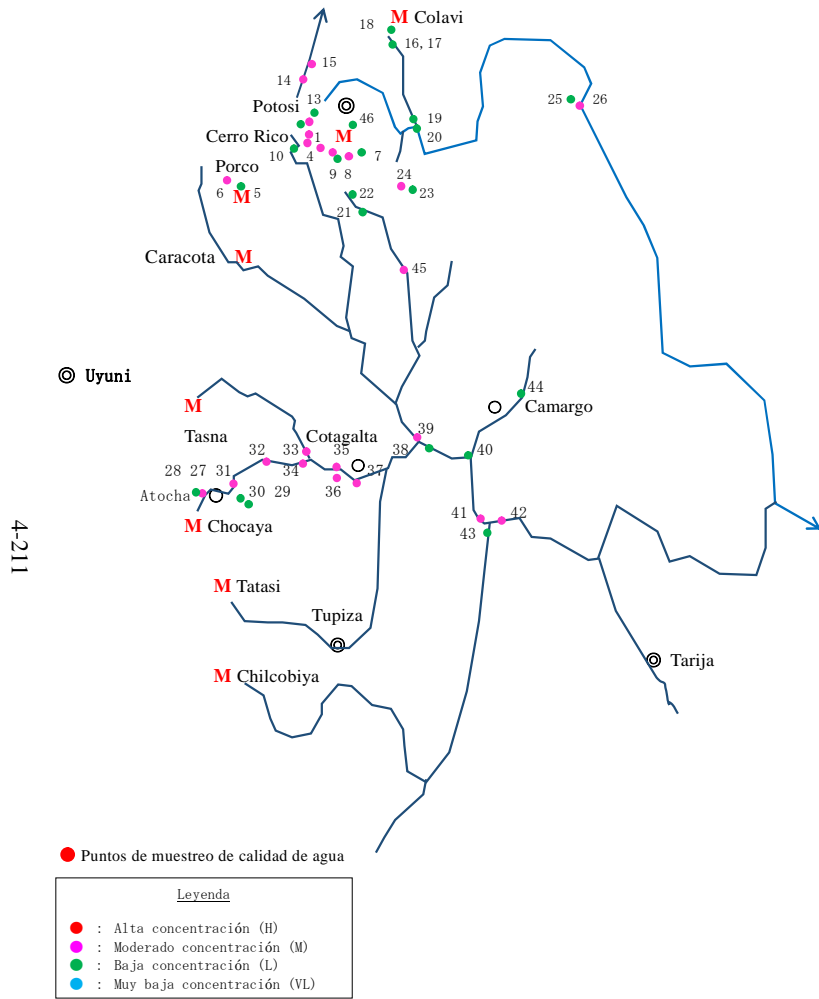 18
M Colavi
16, 17
15
14
25
26
Potosi
13
46
19
20
Cerro Rico
1
M
10
4
9
8
7
Porco
6
M
5
24
23
22
21
Caracota
M
45
Uyuni
M
44
Camargo
Tasna
Cotagalta
39
32
33
35
38
40
28
27
31
34
37
Atocha
30
29
36
M Chocaya
41
42
43
4-211
M Tatasi
Tupiza
Tarija
M Chilcobiya
Puntos de muestreo de calidad de agua
Leyenda
: Alta concentración (H)
: Moderado concentración (M)
: Baja concentración (L)
: Muy baja concentración (VL)